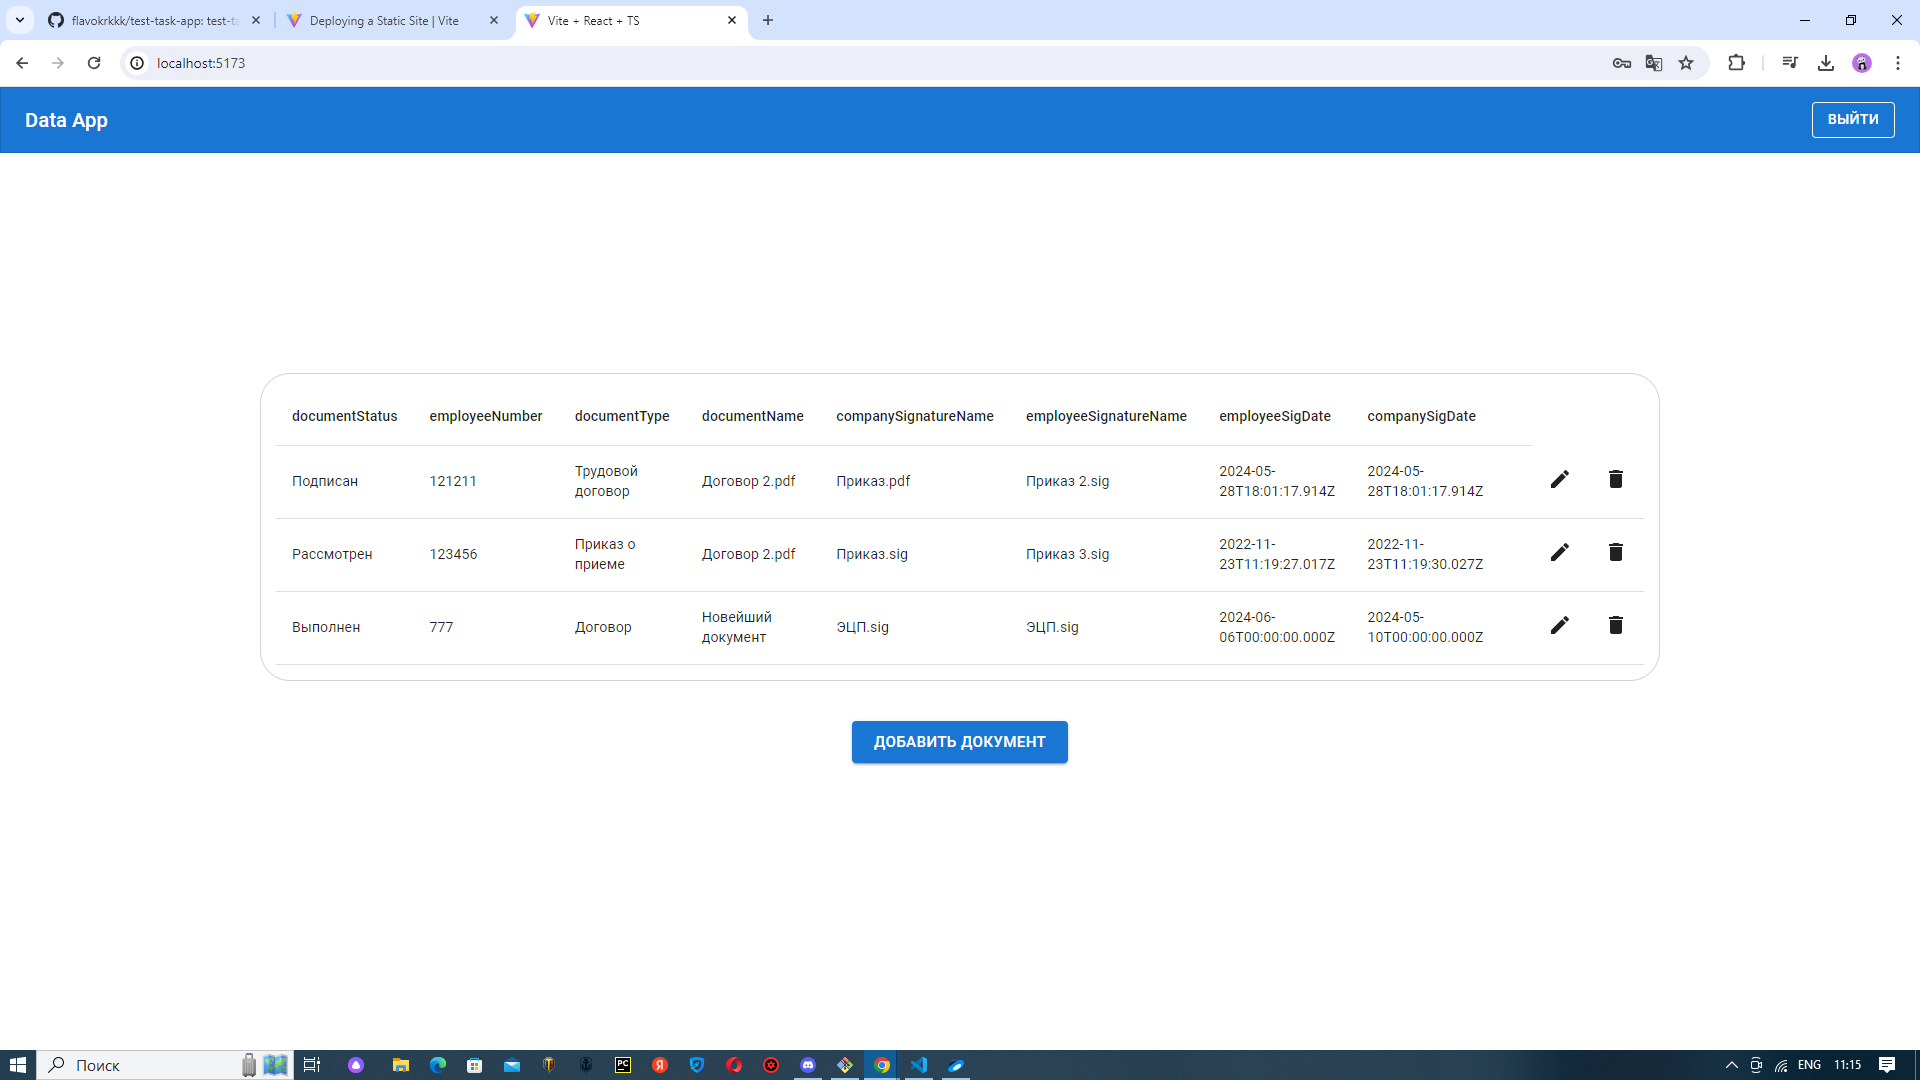 flavokrkkk/test-task-app: test-ta
Deploying a Static Site | Vite
Vite + React + TS
localhost:5173
Data App
ВЫЙТИ
documentStatus employeeNumber documentType documentName companySignatureName employeeSignatureName employeeSigDate companySigDate
Подписан 121211 Трудовой договор Договор 2.pdf Приказ.pdf Приказ 2.sig 2024-05-28T18:01:17.914Z 2024-05-28T18:01:17.914Z
Рассмотрен 123456 Приказ о приеме Договор 2.pdf Приказ.sig Приказ 3.sig 2022-11-23T11:19:27.017Z 2022-11-23T11:19:30.027Z
Выполнен 777 Договор Новейший документ ЭЦП.sig ЭЦП.sig 2024-06-06T00:00:00.000Z 2024-05-10T00:00:00.000Z
ДОБАВИТЬ ДОКУМЕНТ
Поиск
PC
Я
ENG 11:15